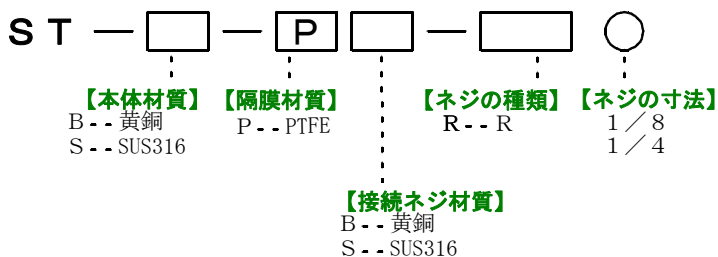 ＳＴ － □ － P □ － □ ○
【本体材質】 【隔膜材質】 【ネジの種類】 【ネジの寸法】
Ｂ--黄銅 Ｐ--PTFE Ｒ--Ｒ １／８
Ｓ--SUS316 １／４
【接続ネジ材質】
Ｂ--黄銅
Ｓ--SUS316